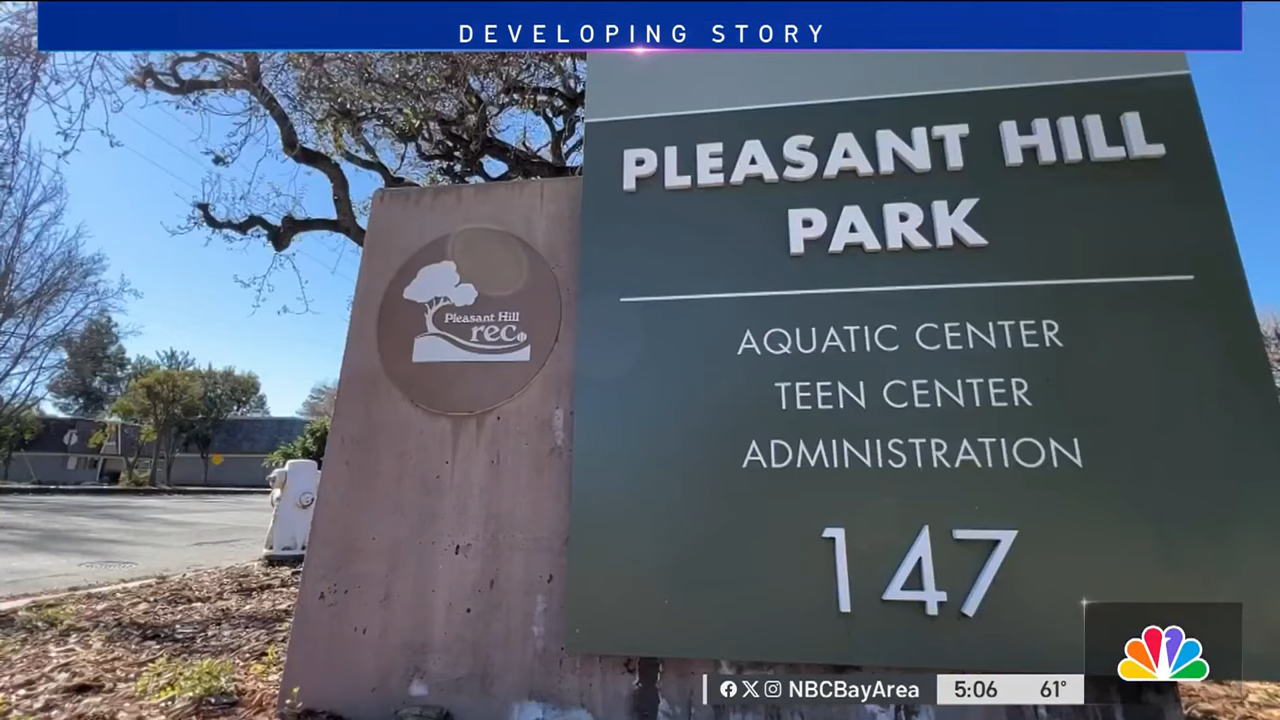 DEVELOPING STORY
PLEASANT HILL
PARK
Pleasant Hill
rec
AQUATIC CENTER
TEEN CENTER
ADMINISTRATION
147
NBCBayArea
5:06
61°